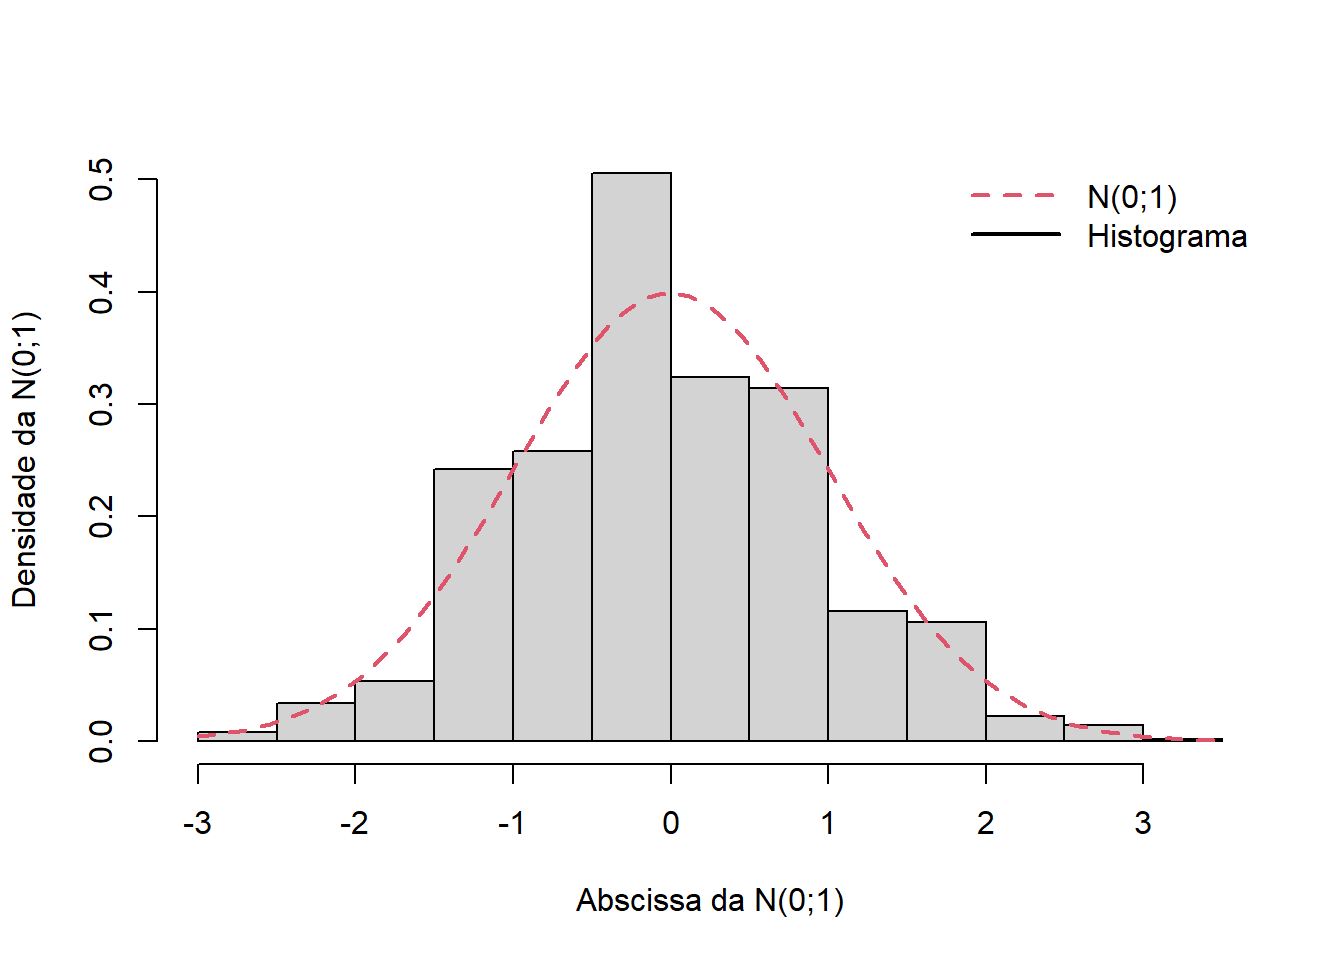 N(0;1)
Histograma
Densidade da N(0;1)
0.5
0.4
0.3
0.2
0.1
0.0
-3 -2 -1 0 1 2 3
Abscissa da N(0;1)